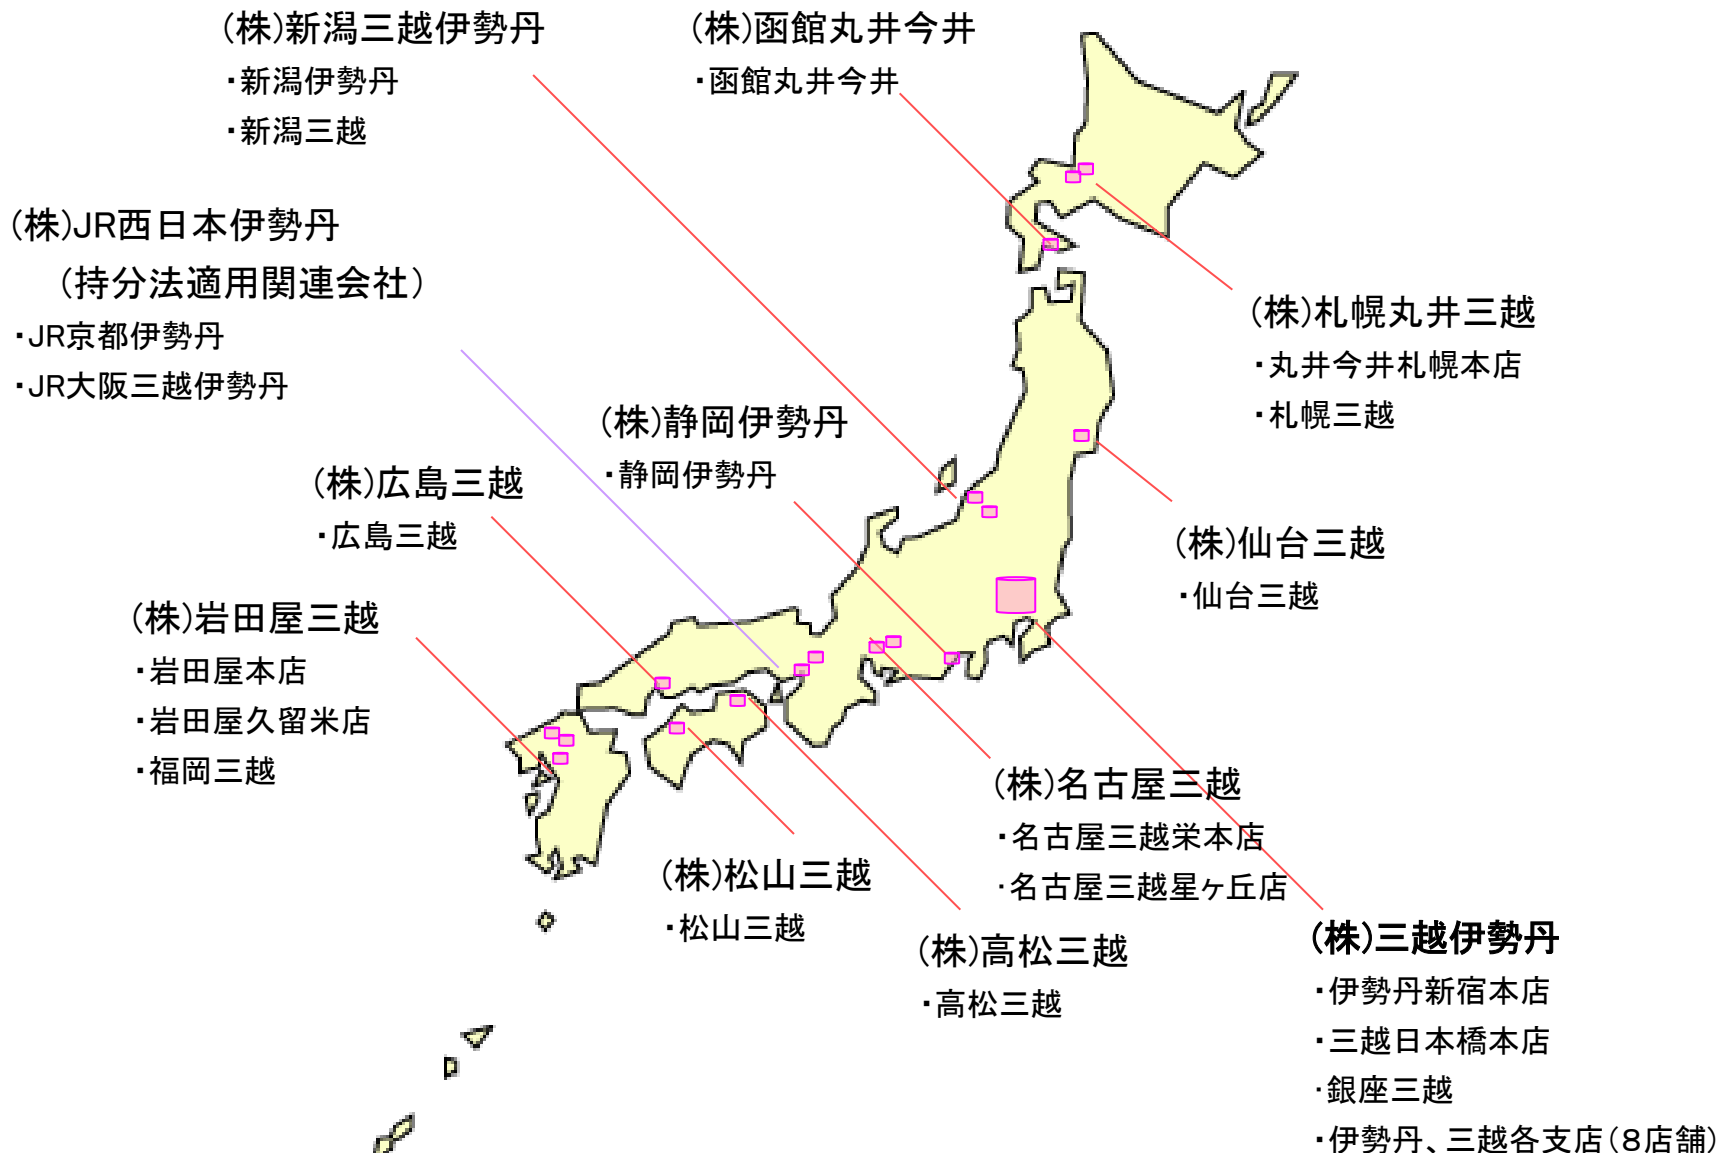 (株)新潟三越伊勢丹
・新潟伊勢丹
・新潟三越
(株)函館丸井今井
・函館丸井今井
(株)JR西日本伊勢丹
（持分法適用関連会社）
・JR京都伊勢丹
・JR大阪三越伊勢丹
(株)札幌丸井三越
・丸井今井札幌本店
・札幌三越
(株)静岡伊勢丹
・静岡伊勢丹
(株)広島三越
・広島三越
(株)仙台三越
・仙台三越
(株)岩田屋三越
・岩田屋本店
・岩田屋久留米店
・福岡三越
(株)名古屋三越
・名古屋三越栄本店
・名古屋三越星ヶ丘店
(株)松山三越
・松山三越
(株)高松三越
・高松三越
(株)三越伊勢丹
・伊勢丹新宿本店
・三越日本橋本店
・銀座三越
・伊勢丹、三越各支店（８店舗）